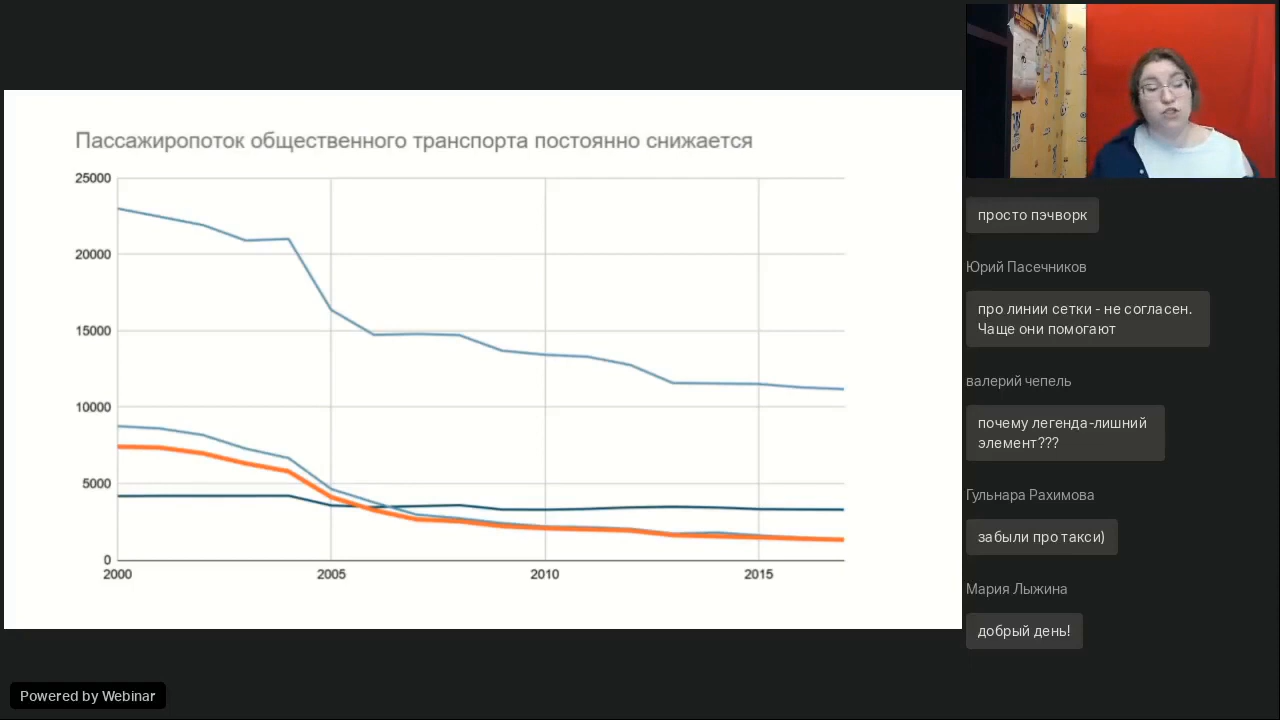 Пассажиропоток общественного транспорта постоянно снижается
25000
20000
15000
10000
5000
0
2000
2005
2010
2015
просто пэчворк
Юрий Пасечников
про линии сетки - не согласен.
Чаще они помогают
валерий чепель
почему легенда-лишний
элемент???
Гульнара Рахимова
забыли про такси)
Мария Лыжина
добрый день!
Powered by Webinar